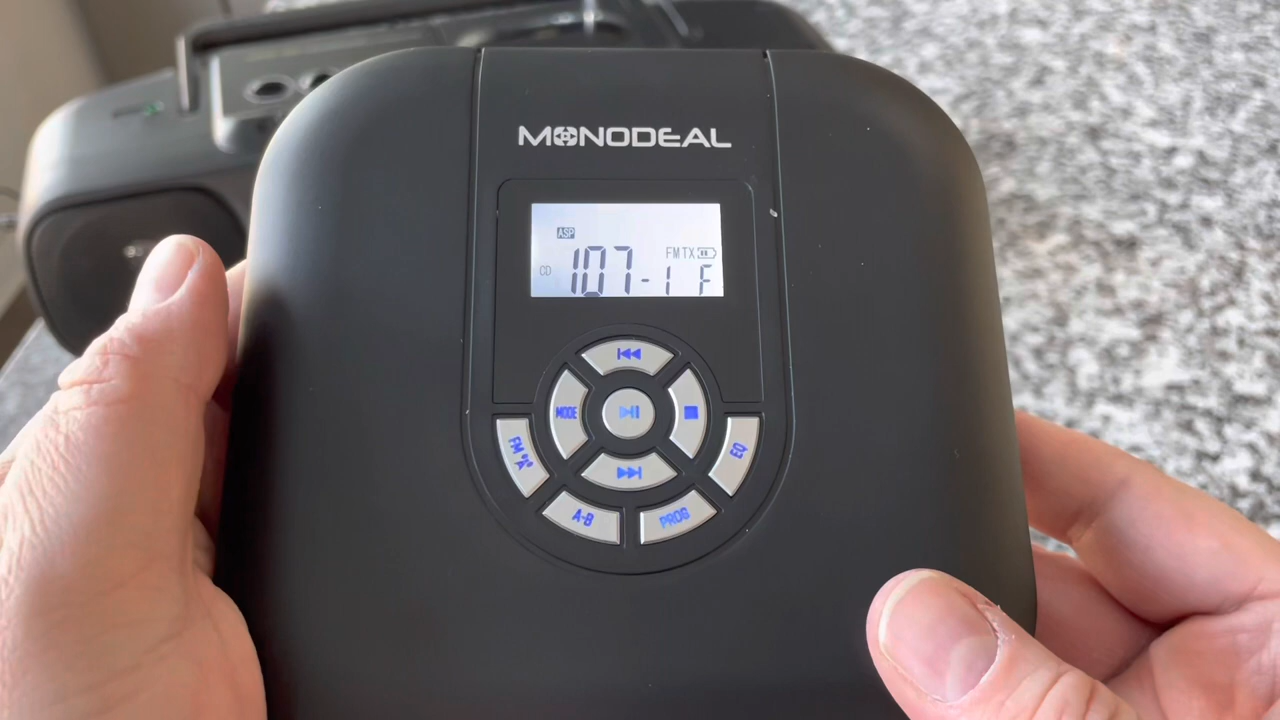 MONODEAL
ASP
FM TX
CD 107-1 F
MODE
FM
EQ
A-B
PROG